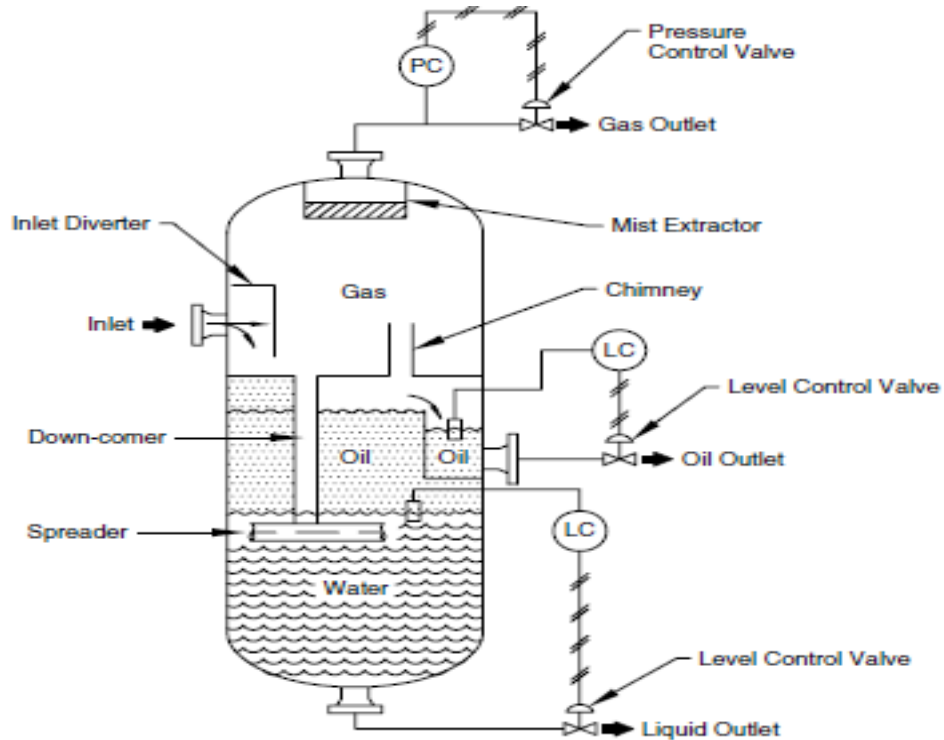 Pressure
Control Valve
PC
Gas Outlet
Inlet Diverter
Mist Extractor
Gas
Chimney
Inlet
LC
Level Control Valve
Down-comer
Oil
Oil
Oil Outlet
Spreader
LC
Water
Level Control Valve
Liquid Outlet